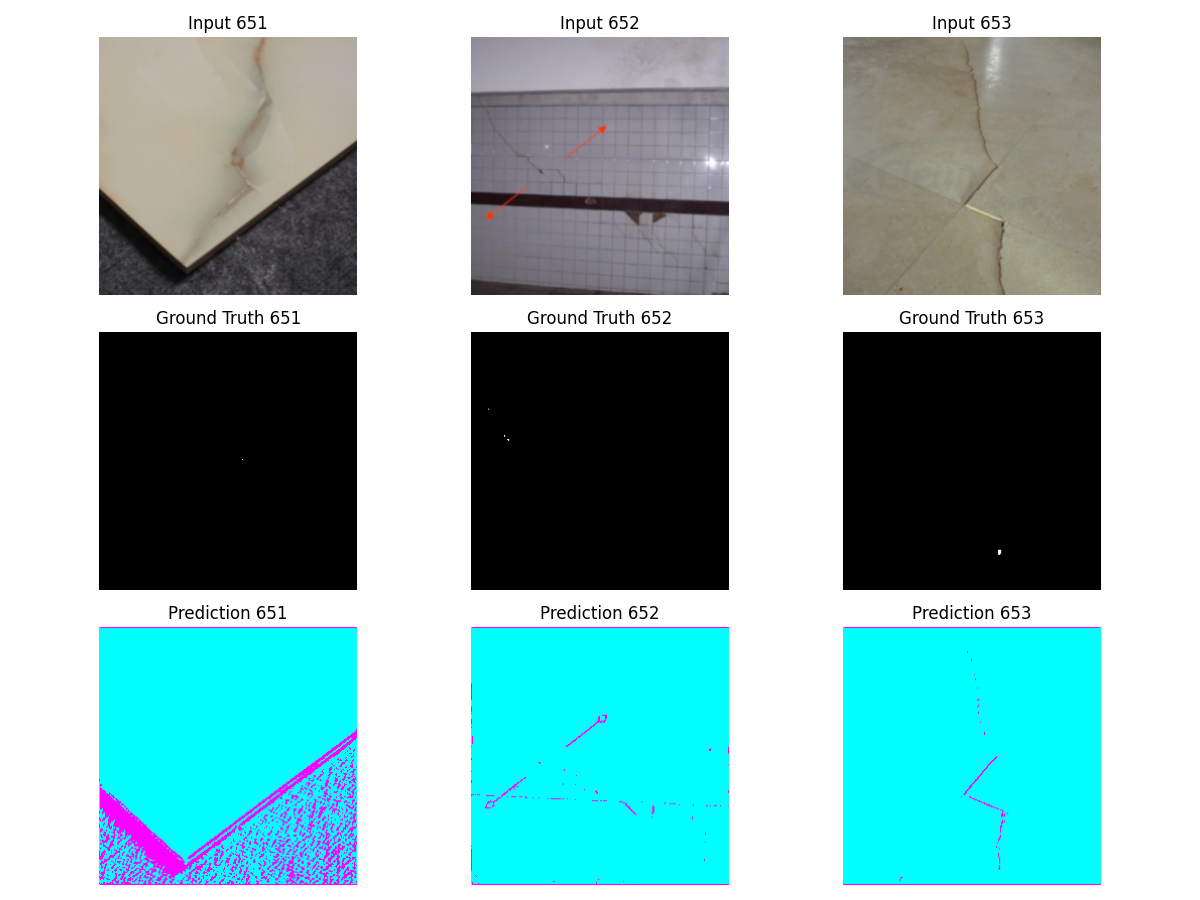 Input 651
Input 652
Input 653
Ground Truth 651
Ground Truth 652
Ground Truth 653
Prediction 651
Prediction 652
Prediction 653